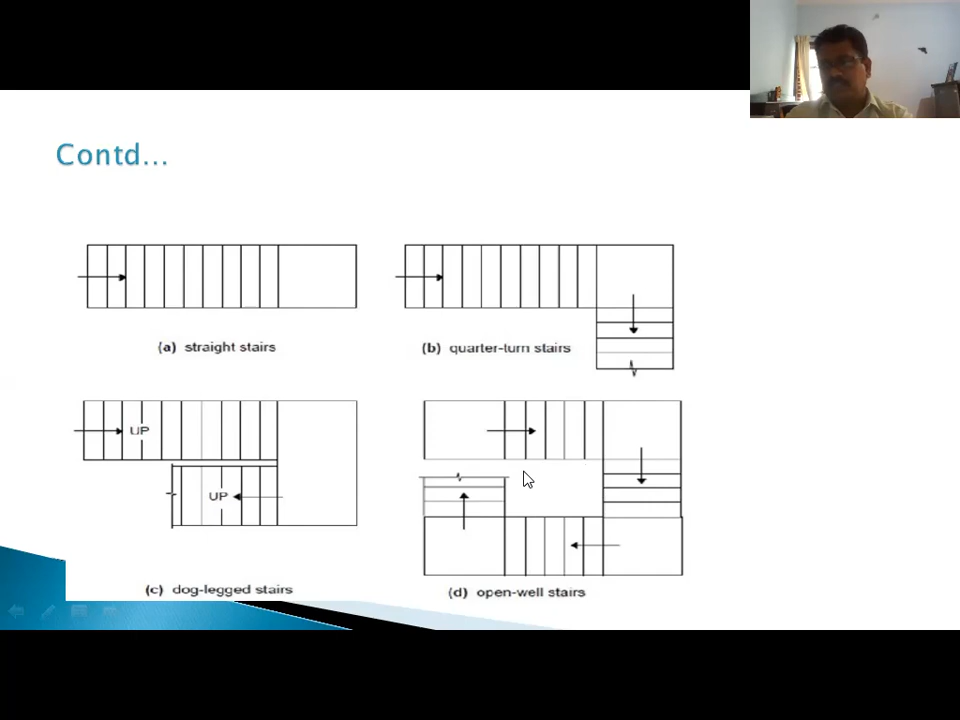 Contd...
(a) straight stairs
(b) quarter-turn stairs
UP
UP
(c) dog-legged stairs
(d) open-well stairs